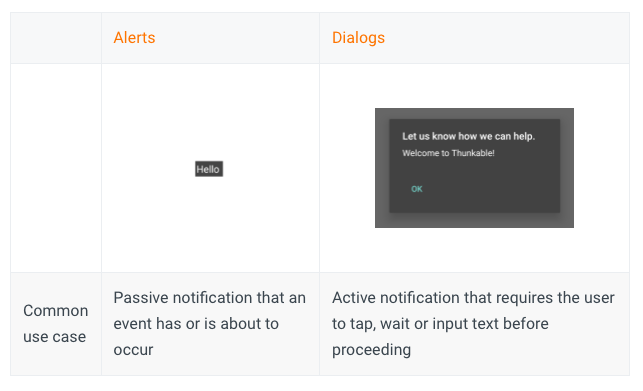 Alerts
Dialogs
Hello
Let us know how we can help.
Welcome to Thunkable!
OK
Common
use case
Passive notification that an
event has or is about to
occur
Active notification that requires the user
to tap, wait or input text before
proceeding